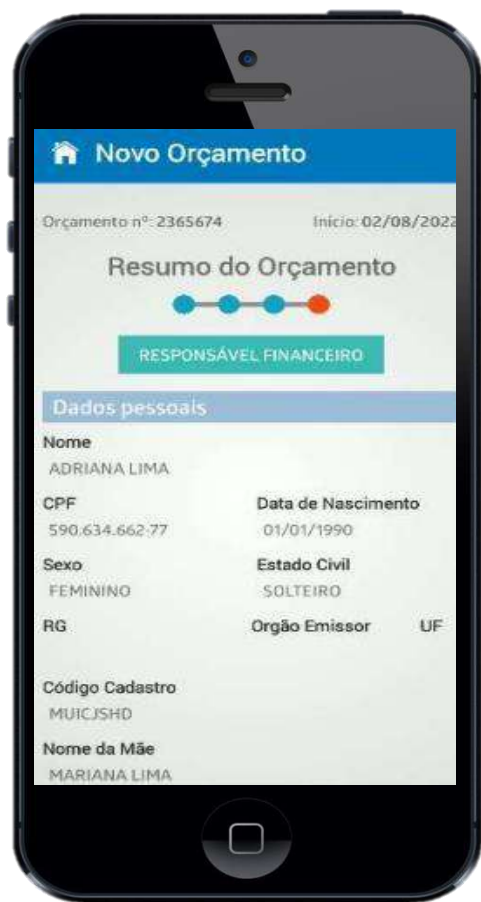 Novo Orçamento
Orçamento nº: 2365674 Início: 02/08/2022
Resumo do Orçamento
RESPONSÁVEL FINANCEIRO
Dados pessoais
Nome
ADRIANA LIMA
CPF Data de Nascimento
590.634.662-77 01/01/1990
Sexo Estado Civil
FEMININO SOLTEIRO
RG Orgão Emissor UF
Código Cadastro
MUICJSHD
Nome da Mãe
MARIANA LIMA